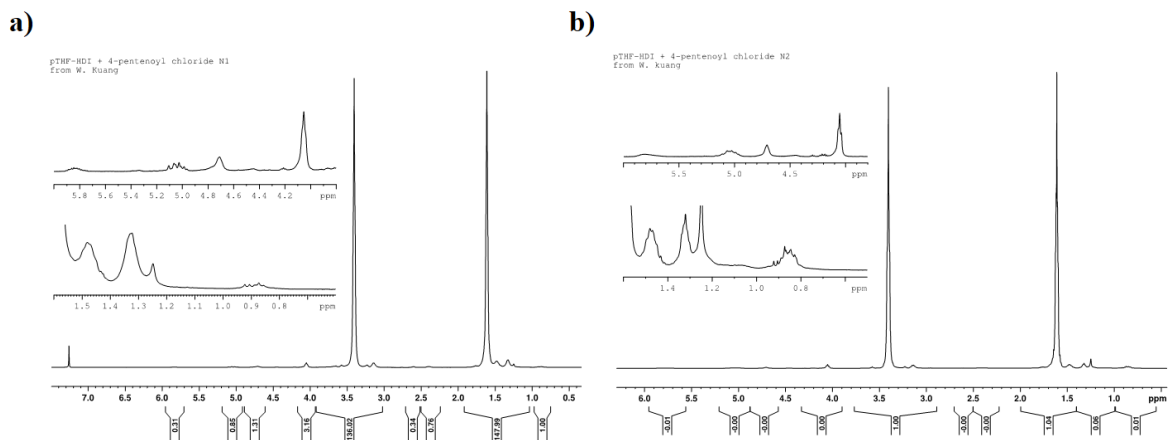 a)
pTHF-HDI + 4-pentenoyl chloride N1
from W. Kuang
5.8 5.6 5.4 5.2 5.0 4.8 4.6 4.4 4.2 ppm
1.5 1.4 1.3 1.2 1.1 1.0 0.9 0.8 ppm
7.0 6.5 6.0 5.5 5.0 4.5 4.0 3.5 3.0 2.5 2.0 1.5 1.0 0.5
0.31 0.85 1.31 3.16 136.02 0.34 0.76 147.99 1.00
b)
pTHF-HDI + 4-pentenoyl chloride N2
from W. kuang
5.5 5.0 4.5 ppm
1.4 1.2 1.0 0.8 ppm
6.0 5.5 5.0 4.5 4.0 3.5 3.0 2.5 2.0 1.5 1.0 ppm
-0.01 -0.00 -0.00 0.00 1.00 -0.00 -0.00 1.04 0.06 0.01